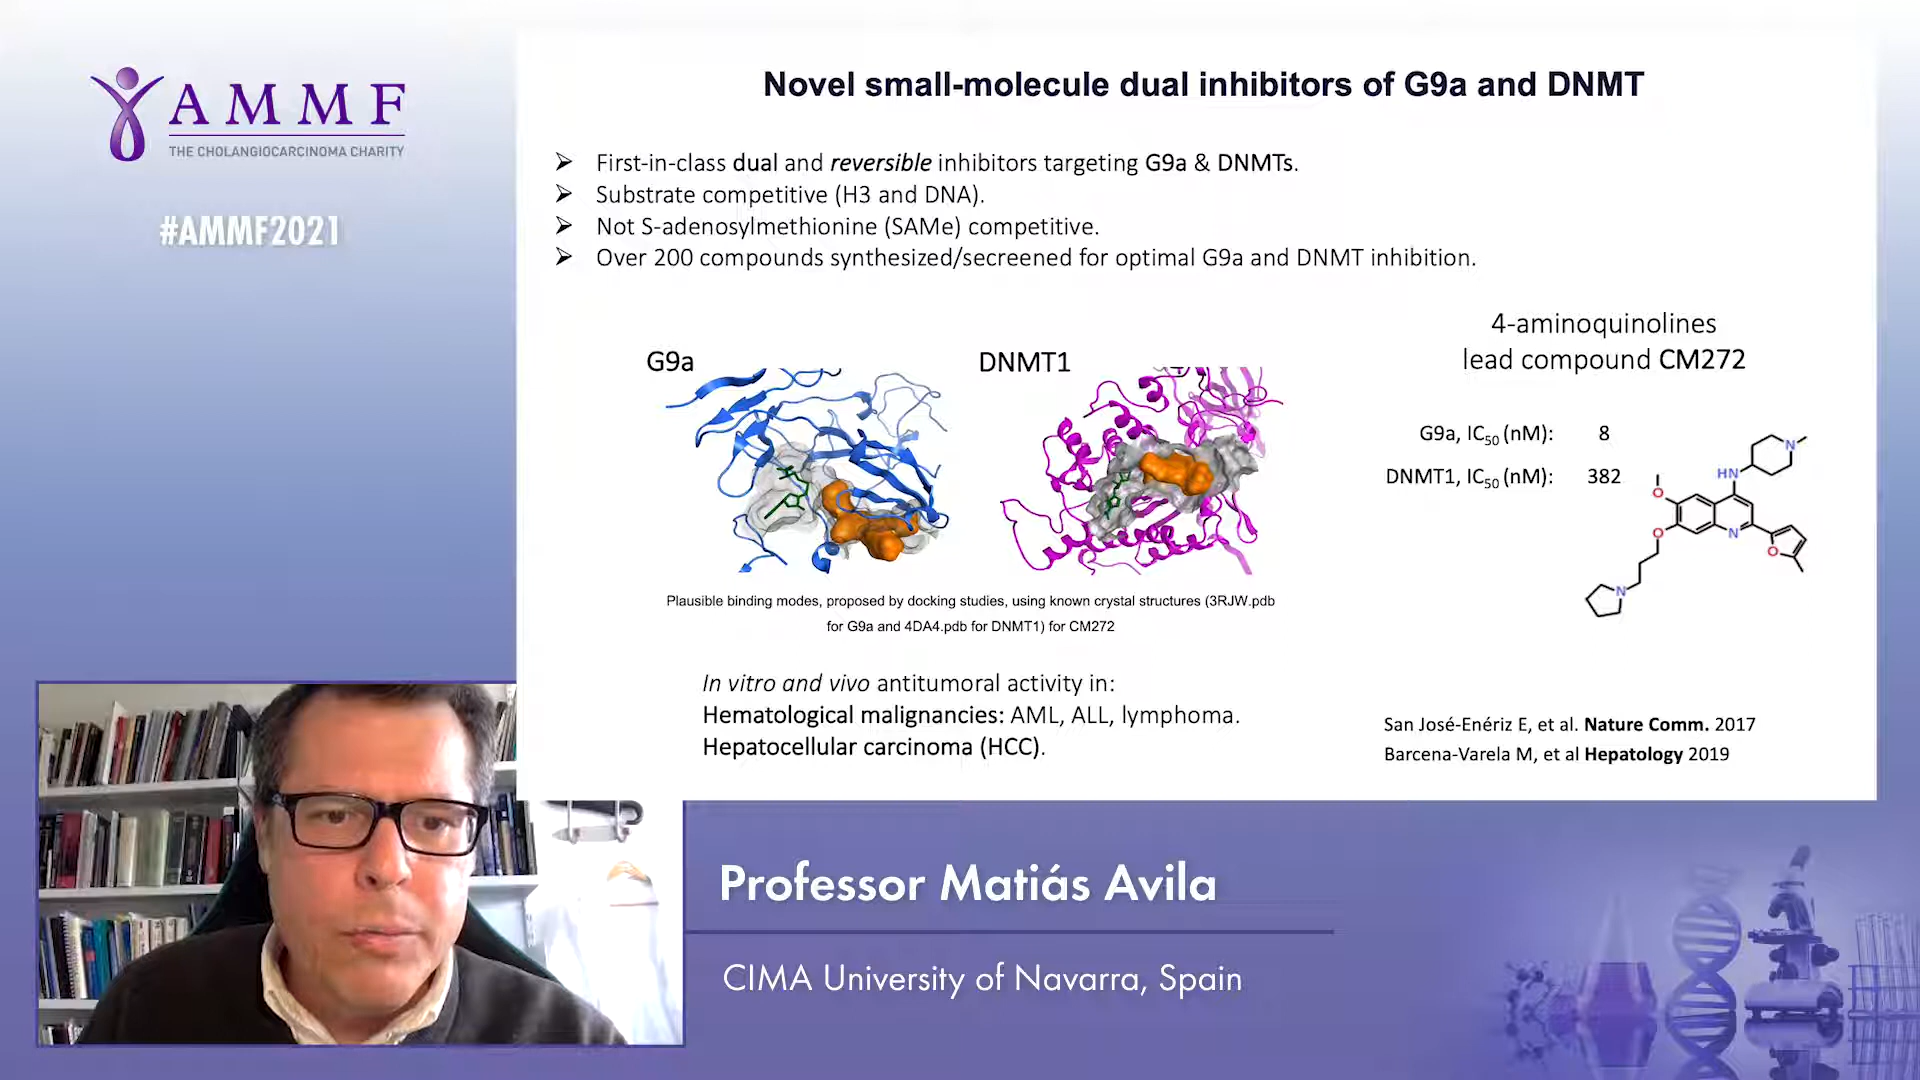 AMMF
THE CHOLANGIOCARCINOMA CHARITY
#AMMF2021
Novel small-molecule dual inhibitors of G9a and DNMT
➢ First-in-class dual and reversible inhibitors targeting G9a & DNMTs.
➢ Substrate competitive (H3 and DNA).
➢ Not S-adenosylmethionine (SAMe) competitive.
➢ Over 200 compounds synthesized/secreened for optimal G9a and DNMT inhibition.
G9a
DNMT1
Plausible binding modes, proposed by docking studies, using known crystal structures (3RJW.pdb
for G9a and 4DA4.pdb for DNMT1) for CM272
4-aminoquinolines
lead compound CM272
G9a, IC50 (nM): 8
DNMT1, IC50 (nM): 382
N
HN
O
O
N
O
N
In vitro and vivo antitumoral activity in:
Hematological malignancies: AML, ALL, lymphoma.
Hepatocellular carcinoma (HCC).
San José-Enériz E, et al. Nature Comm. 2017
Barcena-Varela M, et al Hepatology 2019
Professor Matiás Avila
CIMA University of Navarra, Spain